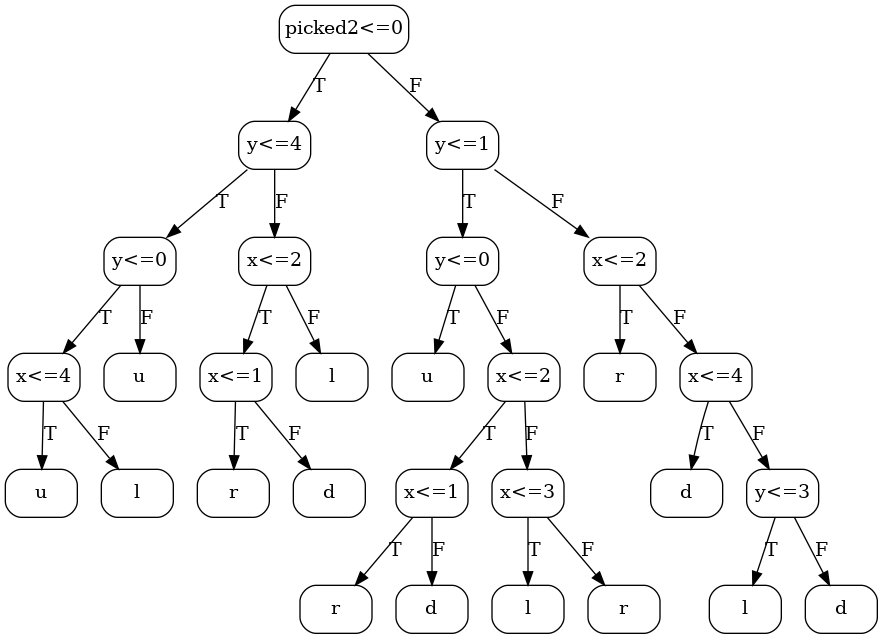 picked2<=0
T
F
y<=4
y<=1
T
F
T
F
y<=0
x<=2
y<=0
x<=2
T
F
T
F
T
F
T
F
x<=4
u
x<=1
l
u
x<=2
r
x<=4
T
F
T
F
T
F
T
F
u
l
r
d
x<=1
x<=3
d
y<=3
T
F
T
F
T
F
r
d
l
r
l
d